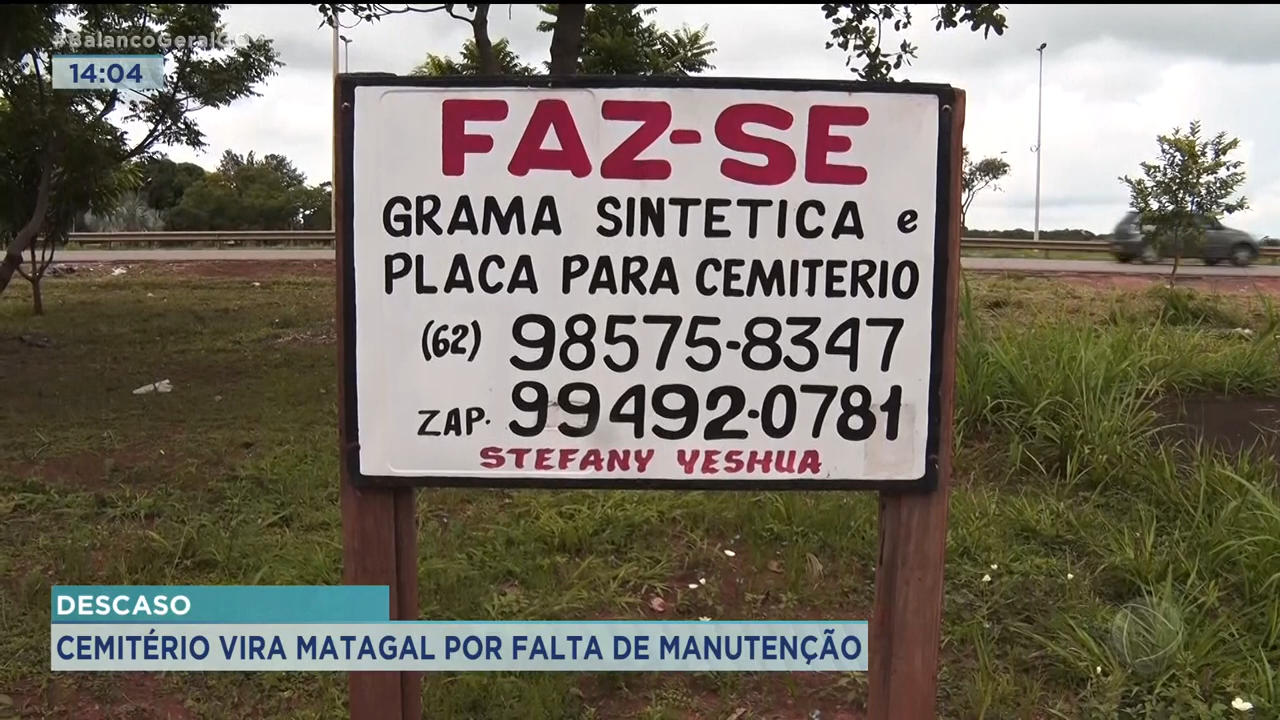 #BalancoGeral
14:04
FAZ-SE
GRAMA SINTETICA e
PLACA PARA CEMITERIO
(62) 98575-8347
ZAP. 99492-0781
STEFANY YESHUA
DESCASO
CEMITÉRIO VIRA MATAGAL POR FALTA DE MANUTENÇÃO